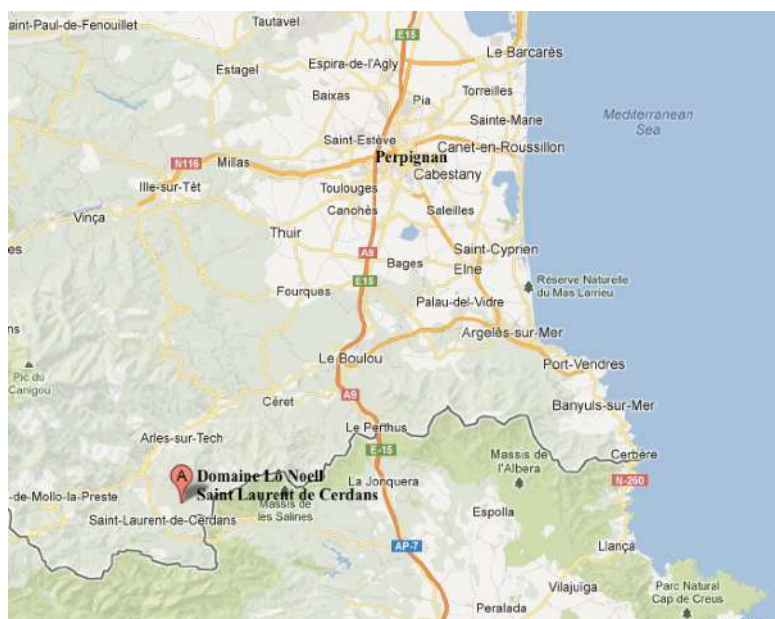 aint-Paul-de-Fenouillet
Tautavel
E15
Le Barcarès
Espira-de-l'Agly
Estagel
Baixas
Pia
Torreilles
Mediterranean
Sea
Sainte-Marie
Saint-Estève
Canet-en-Roussillon
N116
Millas
Perpignan
Cabestany
Ille-sur-Têt
Toulouges
Vinça
Canohès
Saleilles
Thuir
es
A9
Saint-Cyprien
Bages
Elne
E15
Réserve Naturelle
du Mas Larrieu
Fourques
Palau-del-Vidre
ns
Argelès-sur-Mer
Le Boulou
Port-Vendres
Pic du
Canigou
A9
Céret
Banyuls-sur-Mer
Le Perthus
Arles-sur-Tech
E-15
Massis de
l'Albera
Cerbère
A
Domaine Lo Noell
La Jonquera
N-260
-de-Mollo-la-Preste
Saint Laurent de Cerdans
Massís de
les Salines
Espolla
Saint-Laurent-de-Cerdans
AP-7
Llançà
Vilajuïga
Parc Natural
Cap de Creus
Peralada